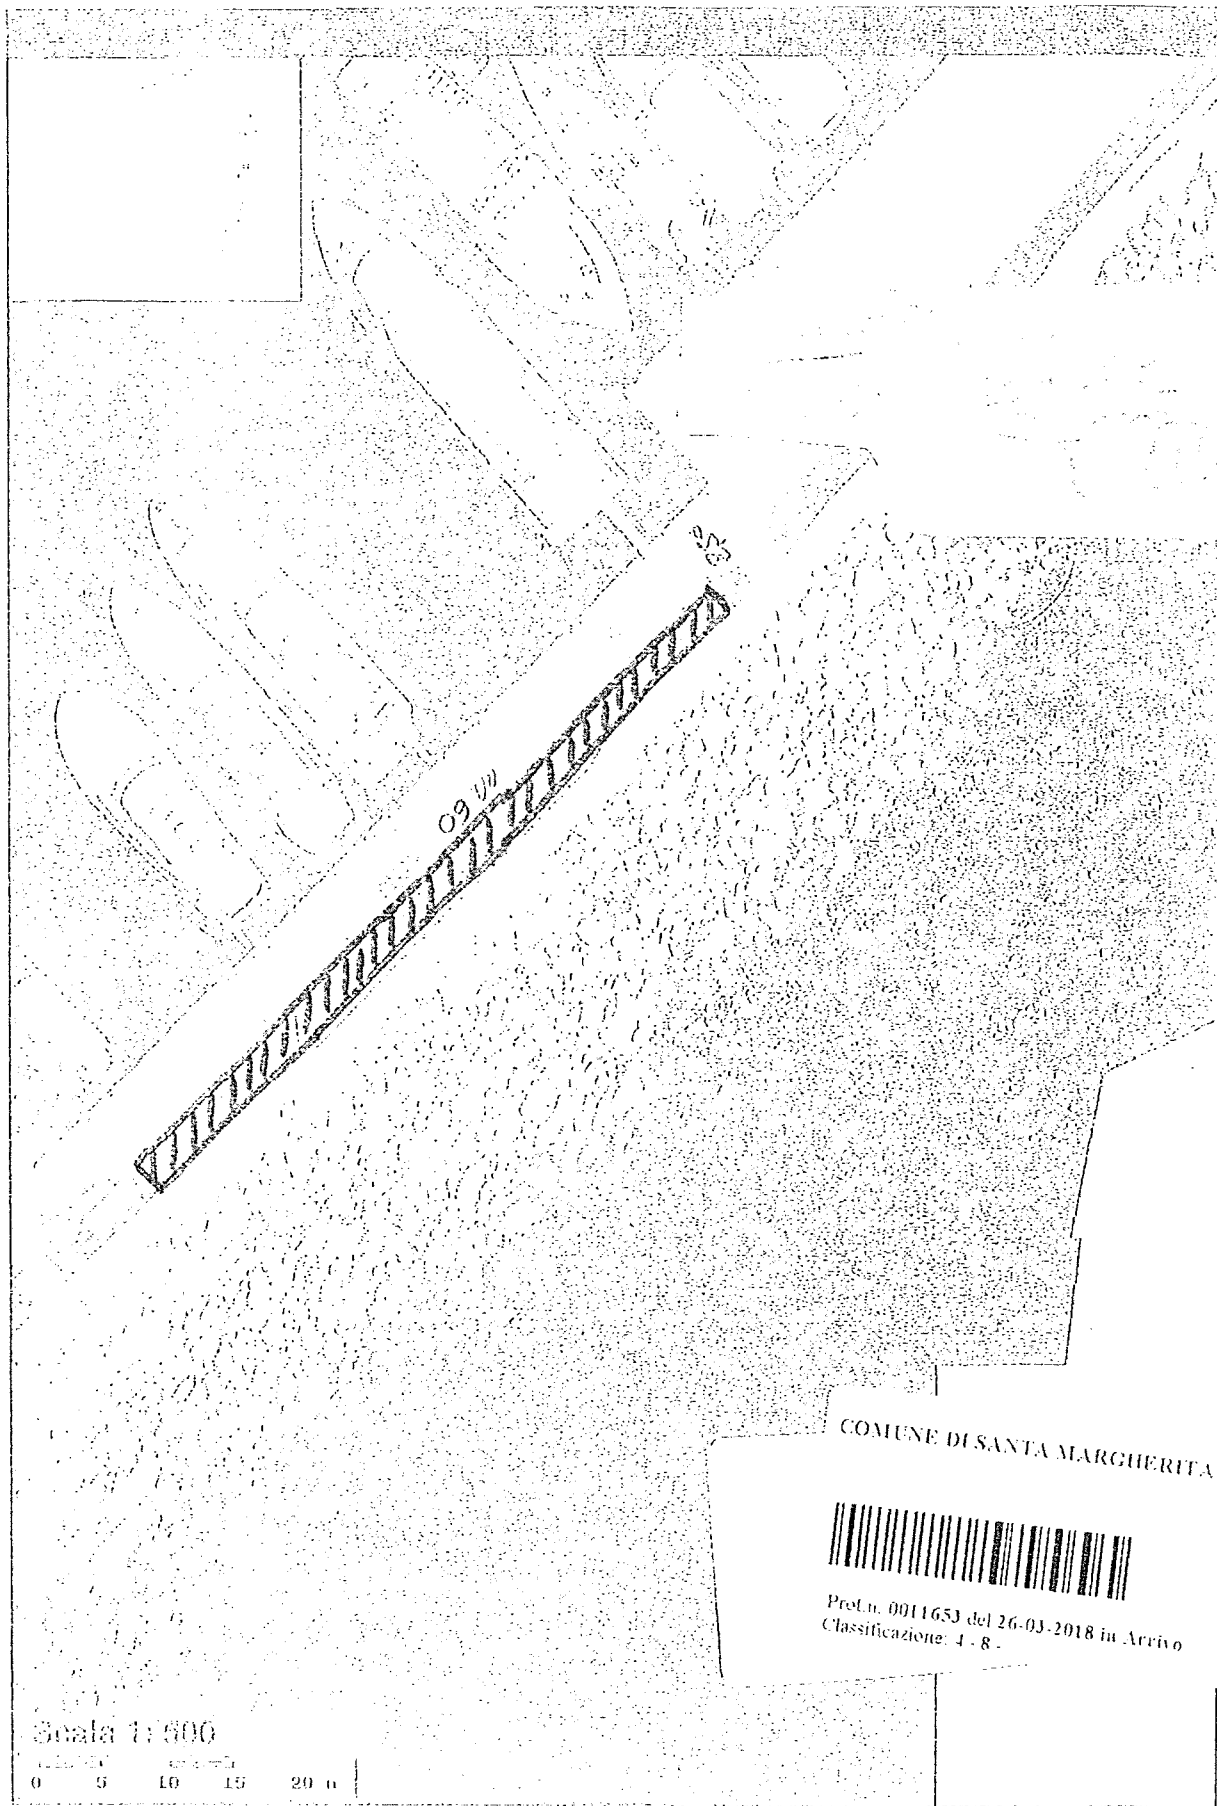 60 m
COMUNE DI SANTA MARGHERITA
Prot.n. 0011653 del 26-03-2018 in Arrivo
Classificazione: 4 - 8 -
Scala 1: 500
0 5 10 15 20